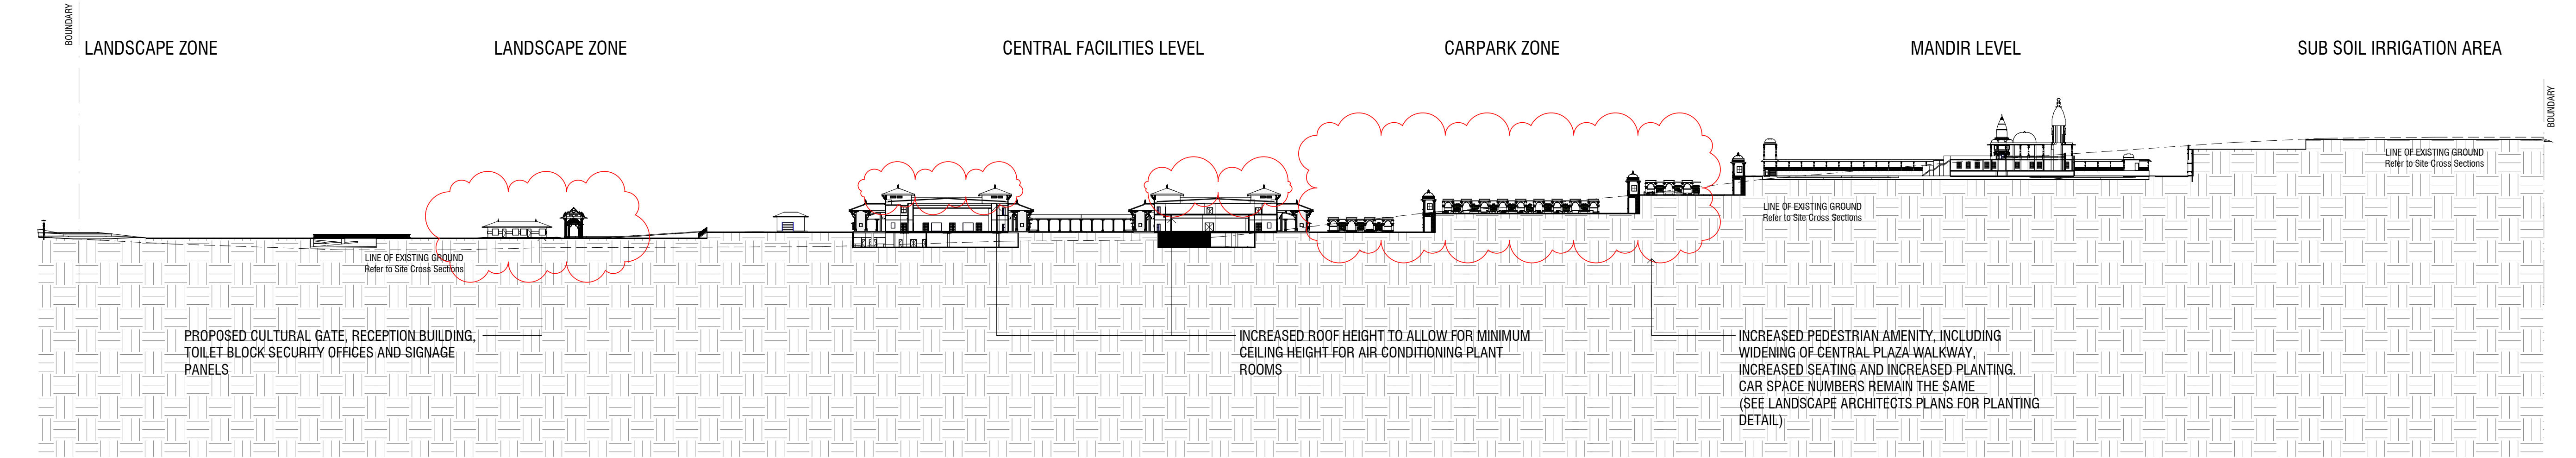 BOUNDARY
LANDSCAPE ZONE
LANDSCAPE ZONE
CENTRAL FACILITIES LEVEL
CARPARK ZONE
MANDIR LEVEL
SUB SOIL IRRIGATION AREA
BOUNDARY
LINE OF EXISTING GROUND
Refer to Site Cross Sections
LINE OF EXISTING GROUND
Refer to Site Cross Sections
LINE OF EXISTING GROUND
Refer to Site Cross Sections
PROPOSED CULTURAL GATE, RECEPTION BUILDING,
TOILET BLOCK SECURITY OFFICES AND SIGNAGE
PANELS
INCREASED ROOF HEIGHT TO ALLOW FOR MINIMUM
CEILING HEIGHT FOR AIR CONDITIONING PLANT
ROOMS
INCREASED PEDESTRIAN AMENITY, INCLUDING
WIDENING OF CENTRAL PLAZA WALKWAY,
INCREASED SEATING AND INCREASED PLANTING.
CAR SPACE NUMBERS REMAIN THE SAME
(SEE LANDSCAPE ARCHITECTS PLANS FOR PLANTING
DETAIL)